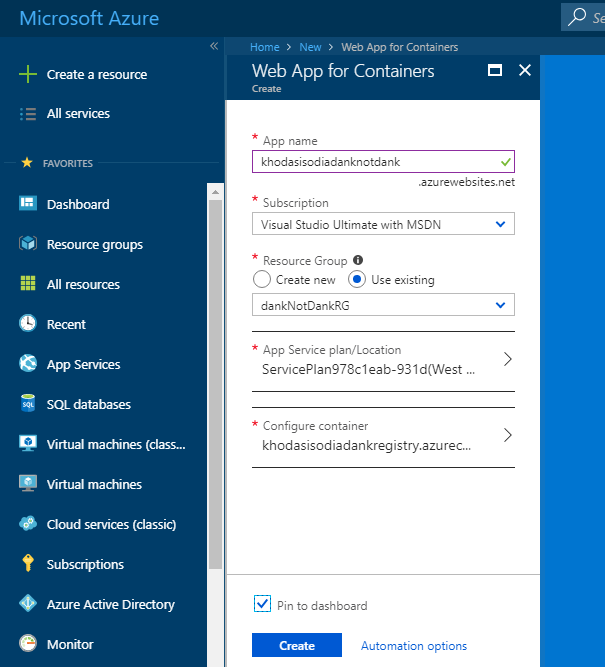 Microsoft Azure
«
Create a resource
All services
FAVORITES
Dashboard
Resource groups
All resources
Recent
App Services
SQL databases
Virtual machines (class...
Virtual machines
Cloud services (classic)
Subscriptions
Azure Active Directory
Monitor
Se
Home > New > Web App for Containers
Web App for Containers
Create
* App name
khodasisodiadanknotdank
.azurewebsites.net
* Subscription
Visual Studio Ultimate with MSDN
* Resource Group
Create new Use existing
dankNotDankRG
* App Service plan/Location
ServicePlan978c1eab-931d(West ...
* Configure container
khodasisodiadankregistry.azurec...
Pin to dashboard
Create Automation options